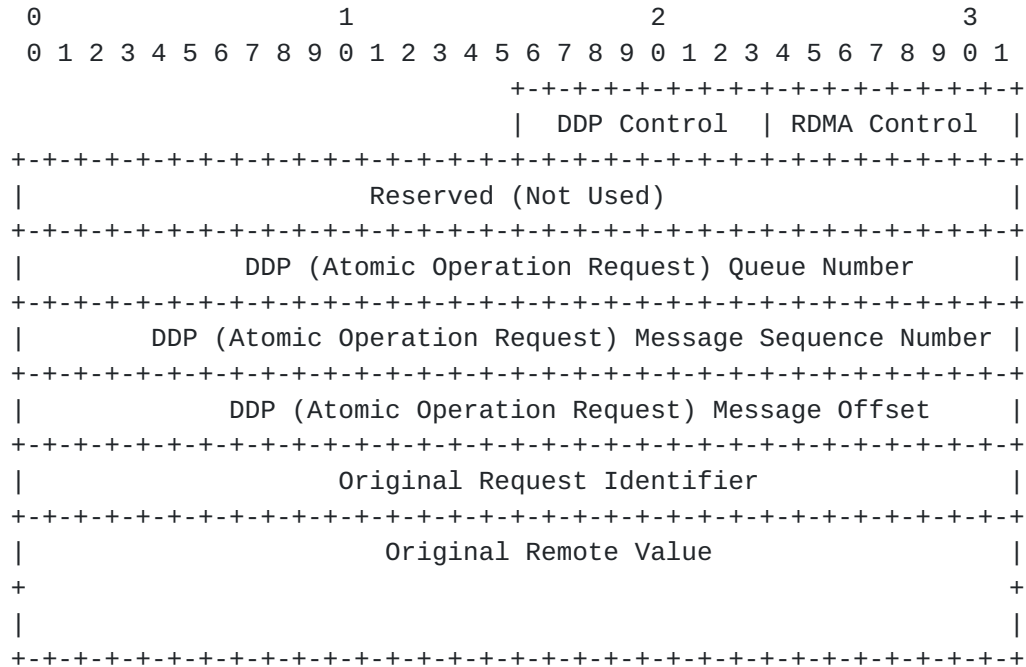 0                   1                   2                   3
 0 1 2 3 4 5 6 7 8 9 0 1 2 3 4 5 6 7 8 9 0 1 2 3 4 5 6 7 8 9 0 1
                                +-+-+-+-+-+-+-+-+-+-+-+-+-+-+-+-+
                                |  DDP Control  | RDMA Control  |
+-+-+-+-+-+-+-+-+-+-+-+-+-+-+-+-+-+-+-+-+-+-+-+-+-+-+-+-+-+-+-+-+
|                      Reserved (Not Used)                      |
+-+-+-+-+-+-+-+-+-+-+-+-+-+-+-+-+-+-+-+-+-+-+-+-+-+-+-+-+-+-+-+-+
|              DDP (Atomic Operation Request) Queue Number      |
+-+-+-+-+-+-+-+-+-+-+-+-+-+-+-+-+-+-+-+-+-+-+-+-+-+-+-+-+-+-+-+-+
|        DDP (Atomic Operation Request) Message Sequence Number |
+-+-+-+-+-+-+-+-+-+-+-+-+-+-+-+-+-+-+-+-+-+-+-+-+-+-+-+-+-+-+-+-+
|             DDP (Atomic Operation Request) Message Offset     |
+-+-+-+-+-+-+-+-+-+-+-+-+-+-+-+-+-+-+-+-+-+-+-+-+-+-+-+-+-+-+-+-+
|                    Original Request Identifier                |
+-+-+-+-+-+-+-+-+-+-+-+-+-+-+-+-+-+-+-+-+-+-+-+-+-+-+-+-+-+-+-+-+
|                       Original Remote Value                   |
+                                                               +
|                                                               |
+-+-+-+-+-+-+-+-+-+-+-+-+-+-+-+-+-+-+-+-+-+-+-+-+-+-+-+-+-+-+-+-+